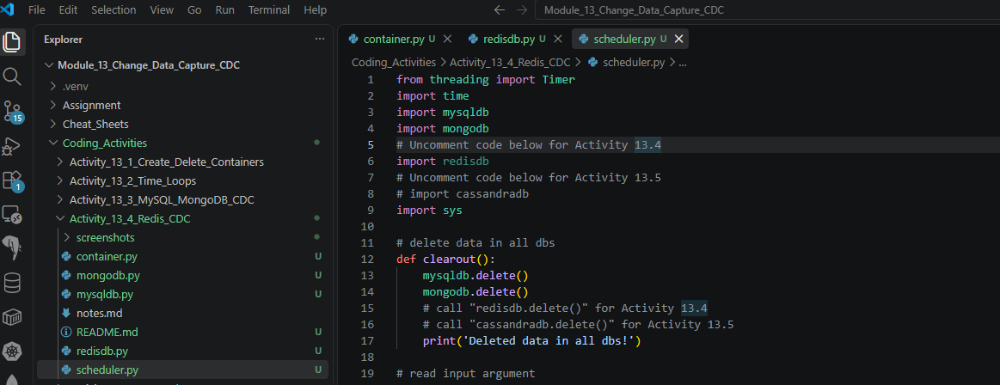 File Edit Selection View Go Run Terminal Help
Module_13_Change_Data_Capture_CDC
Explorer
Module_13_Change_Data_Capture_CDC
.venv
Assignment
Cheat_Sheets
Coding_Activities
Activity_13_1_Create_Delete_Containers
Activity_13_2_Time_Loops
Activity_13_3_MySQL_MongoDB_CDC
Activity_13_4_Redis_CDC
screenshots
container.py U
mongodb.py U
mysqldb.py U
notes.md
README.md U
redisdb.py U
scheduler.py U
15
1
container.py U redisdb.py U scheduler.py U
Coding_Activities > Activity_13_4_Redis_CDC > scheduler.py > ...
1 from threading import Timer
2 import time
3 import mysqldb
4 import mongodb
5 # Uncomment code below for Activity 13.4
6 import redisdb
7 # Uncomment code below for Activity 13.5
8 # import cassandradb
9 import sys
10
11 # delete data in all dbs
12 def clearout():
13 mysqldb.delete()
14 mongodb.delete()
15 # call "redisdb.delete()" for Activity 13.4
16 # call "cassandradb.delete()" for Activity 13.5
17 print('Deleted data in all dbs!')
18
19 # read input argument